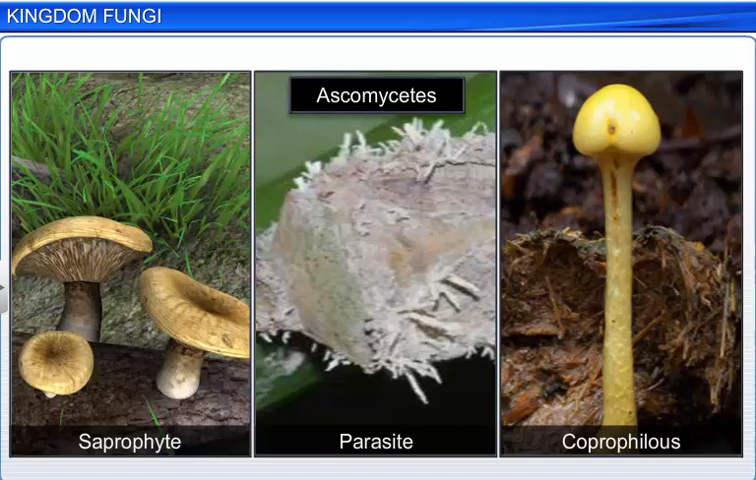 KINGDOM FUNGI
Ascomycetes
Saprophyte
Parasite
Coprophilous